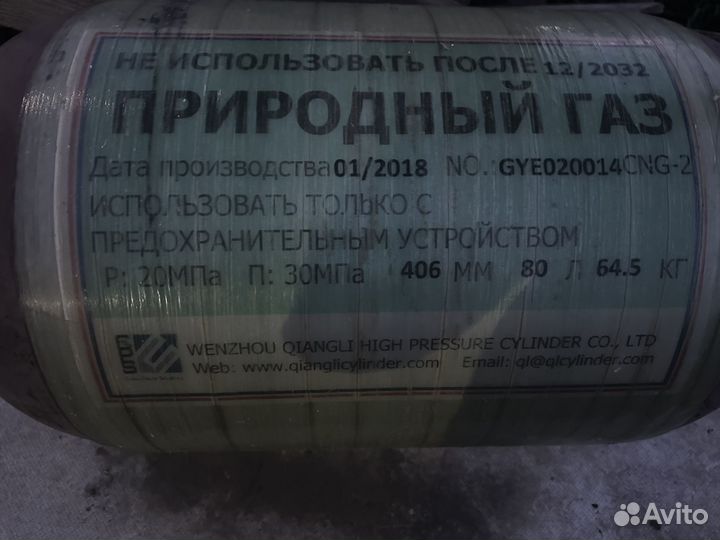 НЕ ИСПОЛЬЗОВАТЬ ПОСЛЕ 12/2032
ПРИРОДНЫЙ ГАЗ
Дата производства 01/2018 NO.: GYE020014 CNG-2
ИСПОЛЬЗОВАТЬ ТОЛЬКО С
ПРЕДОХРАНИТЕЛЬНЫМ УСТРОЙСТВОМ
Р: 20МПа П: 30МПа 406 ММ 80 Л 64.5 КГ
WENZHOU QIANGLI HIGH PRESSURE CYLINDER CO., LTD
Web: www.qianglicylinder.com Email: ql@qlcylinder.com
Avito